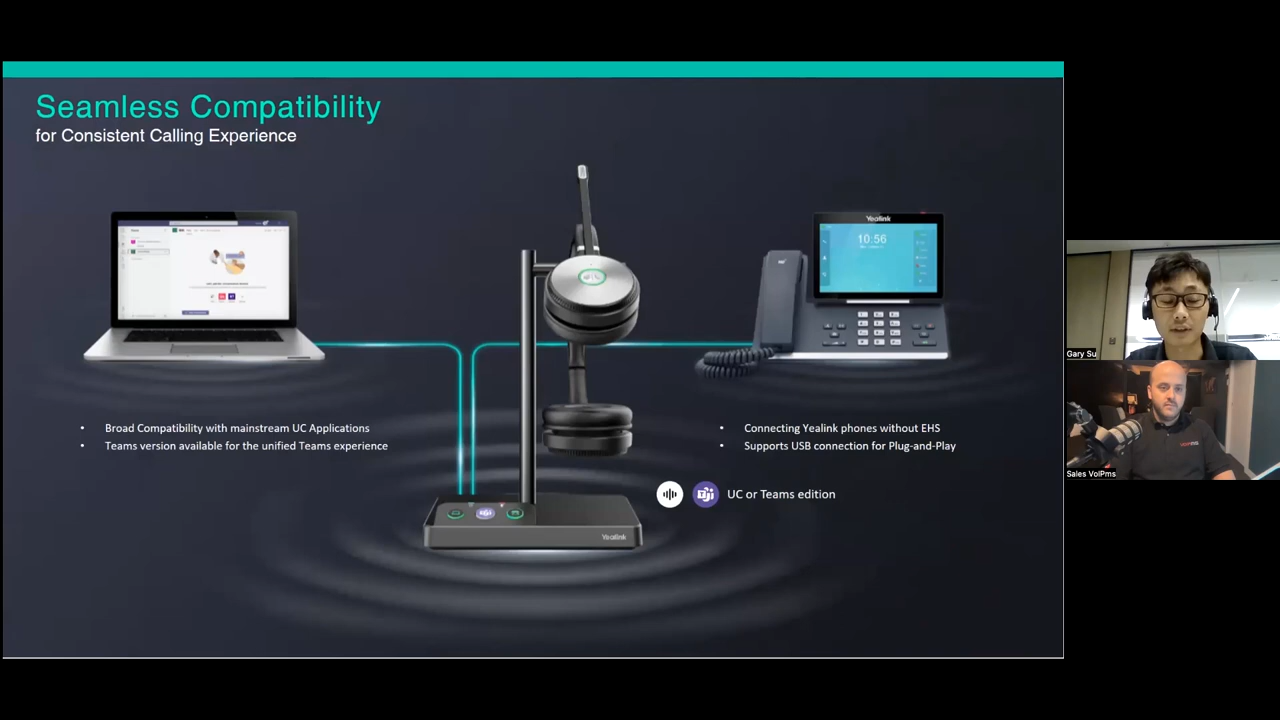 Seamless Compatibility
for Consistent Calling Experience
Yealink
10:56
• Broad Compatibility with mainstream UC Applications
• Teams version available for the unified Teams experience
• Connecting Yealink phones without EHS
• Supports USB connection for Plug-and-Play
UC or Teams edition
Yealink
Gary Su
Sales VoIPms